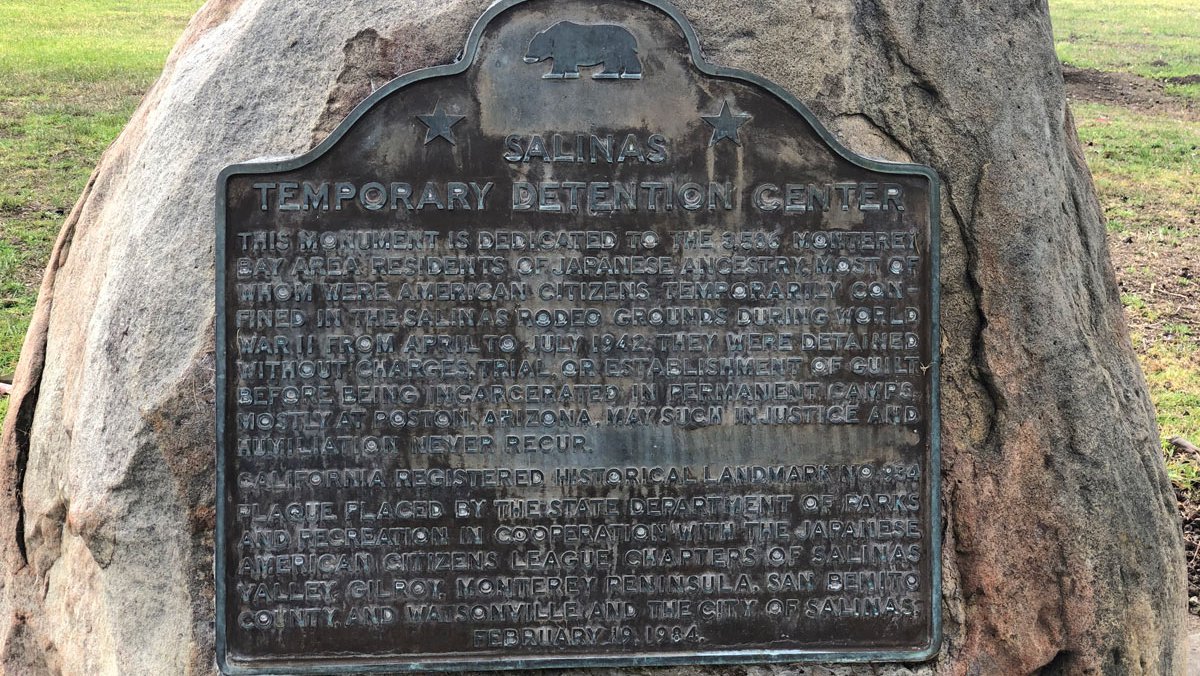 SALINAS
TEMPORARY DETENTION CENTER
THIS MONUMENT IS DEDICATED TO THE 3,586 MONTEREY
BAY AREA RESIDENTS OF JAPANESE ANCESTRY, MOST OF
WHOM WERE AMERICAN CITIZENS, TEMPORARILY CON-
FINED IN THE SALINAS RODEO GROUNDS DURING WORLD
WAR II FROM APRIL TO JULY 1942. THEY WERE DETAINED
WITHOUT CHARGES, TRIAL OR ESTABLISHMENT OF GUILT
BEFORE BEING INCARCERATED IN PERMANENT CAMPS,
MOSTLY AT POSTON, ARIZONA. MAY SUCH INJUSTICE AND
HUMILIATION NEVER RECUR.
CALIFORNIA REGISTERED HISTORICAL LANDMARK NO. 934
PLAQUE PLACED BY THE STATE DEPARTMENT OF PARKS
AND RECREATION IN COOPERATION WITH THE JAPANESE
AMERICAN CITIZENS LEAGUE, CHARTERS OF SALINAS
VALLEY, GILROY, MONTEREY PENINSULA, SAN BENITO
COUNTY, AND WATSONVILLE, AND THE CITY OF SALINAS,
FEBRUARY 19, 1984.